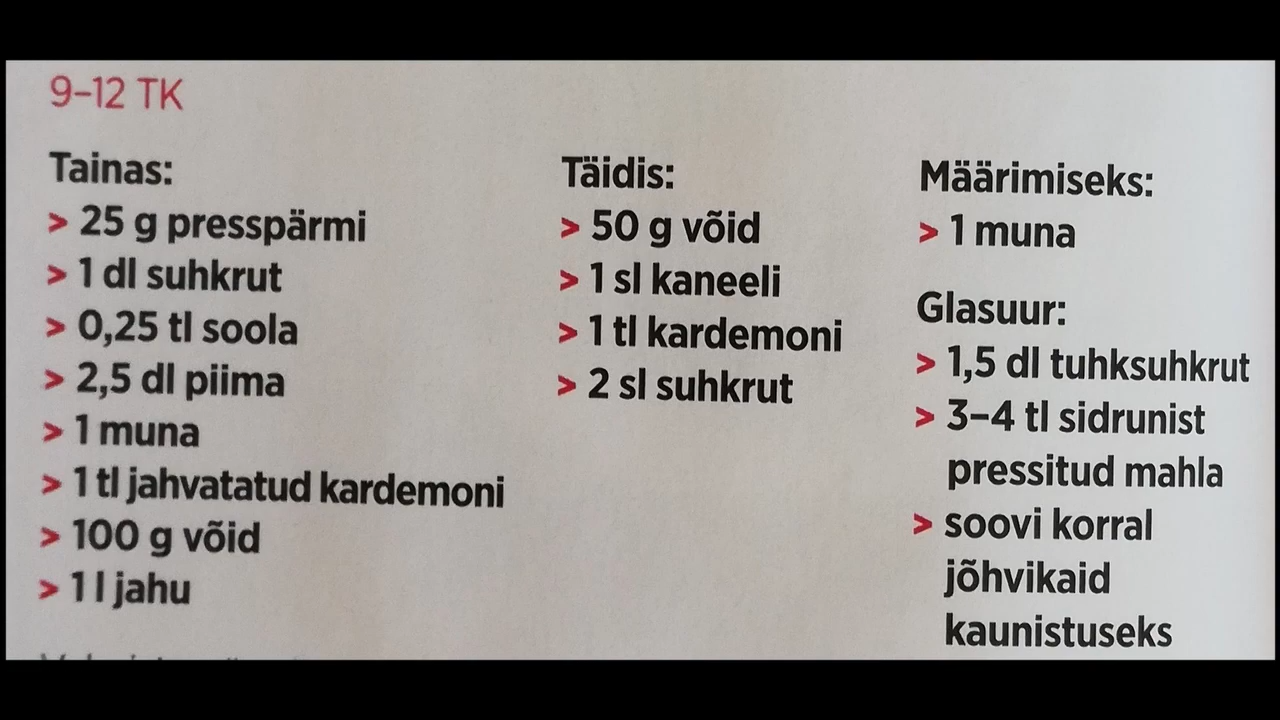 9–12 TK
Tainas:
> 25 g presspärmi
> 1 dl suhkrut
> 0,25 tl soola
> 2,5 dl piima
> 1 muna
> 1 tl jahvatatud kardemoni
> 100 g võid
> 1 l jahu
Täidis:
> 50 g võid
> 1 sl kaneeli
> 1 tl kardemoni
> 2 sl suhkrut
Määrimiseks:
> 1 muna
Glasuur:
> 1,5 dl tuhksuhkrut
> 3–4 tl sidrunist
pressitud mahla
> soovi korral
jõhvikaid
kaunistuseks